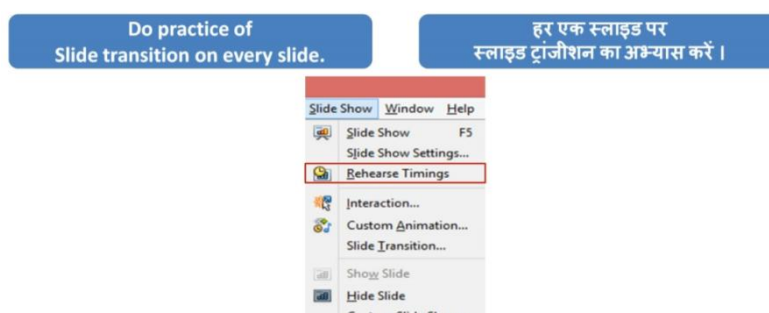 Do practice of
Slide transition on every slide.
हर एक स्लाइड पर
स्लाइड ट्रांजीशन का अभ्यास करें ।
Slide Show Window Help
Slide Show F5
Slide Show Settings...
Rehearse Timings
Interaction...
Custom Animation...
Slide Transition...
Show Slide
Hide Slide